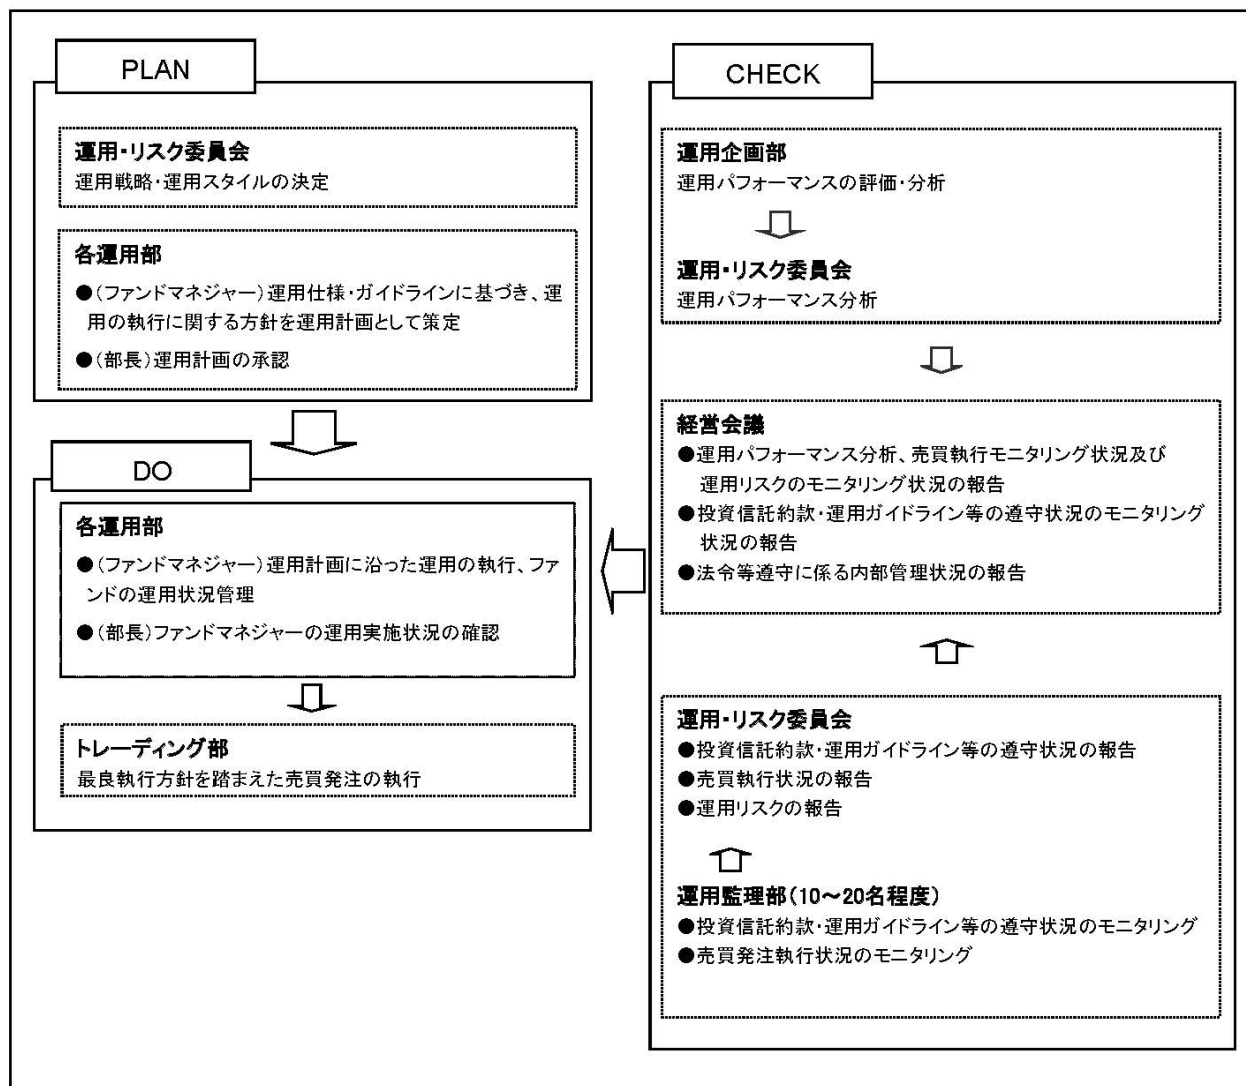 PLAN
運用・リスク委員会
運用戦略・運用スタイルの決定
各運用部
●(ファンドマネジャー)運用仕様・ガイドラインに基づき、運
用の執行に関する方針を運用計画として策定
●(部長)運用計画の承認
DO
各運用部
●(ファンドマネジャー)運用計画に沿った運用の執行、ファ
ンドの運用状況管理
●(部長)ファンドマネジャーの運用実施状況の確認
トレーディング部
最良執行方針を踏まえた売買発注の執行
CHECK
運用企画部
運用パフォーマンスの評価・分析
運用・リスク委員会
運用パフォーマンス分析
経営会議
●運用パフォーマンス分析、売買執行モニタリング状況及び
運用リスクのモニタリング状況の報告
●投資信託約款・運用ガイドライン等の遵守状況のモニタリング
状況の報告
●法令等遵守に係る内部管理状況の報告
運用・リスク委員会
●投資信託約款・運用ガイドライン等の遵守状況の報告
●売買執行状況の報告
●運用リスクの報告
運用監理部(10～20名程度)
●投資信託約款・運用ガイドライン等の遵守状況のモニタリング
●売買発注執行状況のモニタリング